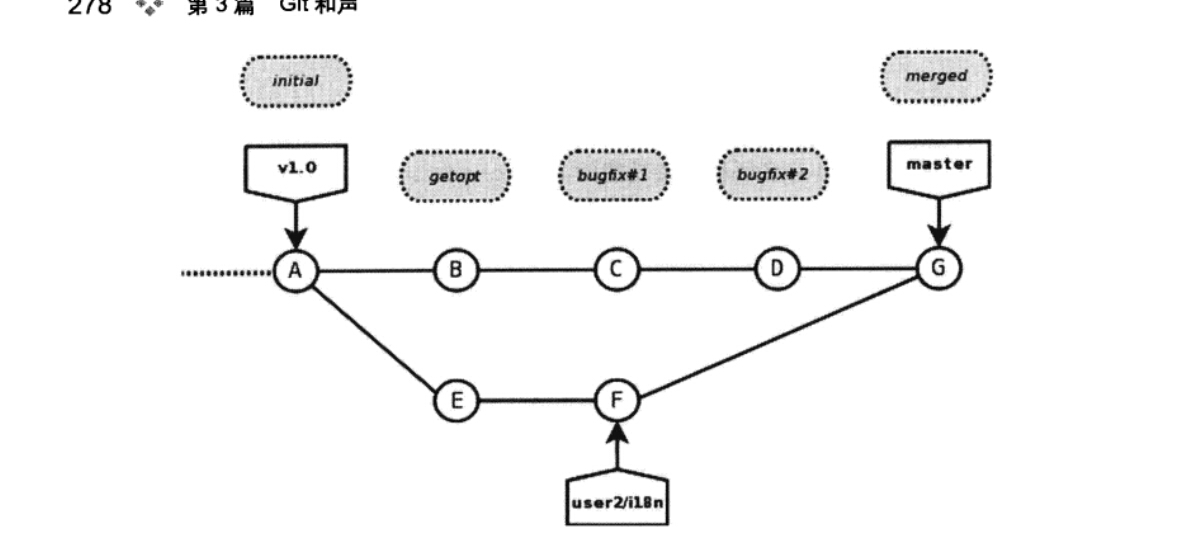 278 第 3 篇 Git 和声
initial
merged
v1.0
getopt
bugfix#1
bugfix#2
master
A
B
C
D
G
E
F
user2/i18n